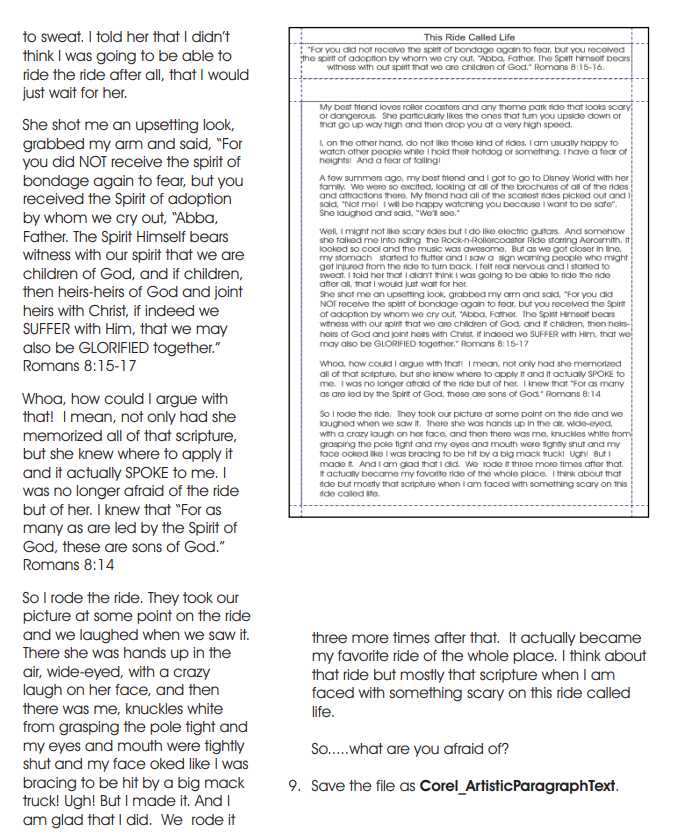 to sweat. I told her that I didn't
think I was going to be able to
ride the ride after all, that I would
just wait for her.
She shot me an upsetting look,
grabbed my arm and said, "For
you did NOT receive the spirit of
bondage again to fear, but you
received the Spirit of adoption
by whom we cry out, "Abba,
Father. The Spirit Himself bears
witness with our spirit that we are
children of God, and if children,
then heirs-heirs of God and joint
heirs with Christ, if indeed we
SUFFER with Him, that we may
also be GLORIFIED together."
Romans 8:15-17
Whoa, how could I argue with
that!  I mean, not only had she
memorized all of that scripture,
but she knew where to apply it
and it actually SPOKE to me. I
was no longer afraid of the ride
but of her. I knew that "For as
many as are led by the Spirit of
God, these are sons of God."
Romans 8:14
So I rode the ride. They took our
picture at some point on the ride
and we laughed when we saw it.
There she was hands up in the
air, wide-eyed, with a crazy
laugh on her face, and then
there was me, knuckles white
from grasping the pole tight and
my eyes and mouth were tightly
shut and my face oked like I was
bracing to be hit by a big mack
truck! Ugh! But I made it. And I
am glad that I did.  We  rode it
This Ride Called Life
"For you did not receive the spirit of bondage again to fear, but you received
the spirit of adoption by whom we cry out, "Abba, Father. The Spirit himself bears
witness with out spirit that we are children of God." Romans 8:15-16.
My best friend loves roller coasters and any theme park ride that looks scary
or dangerous.  She particularly likes the ones that turn you upside down or
that go up way high and then drop you at a very high speed.
I, on the other hand, do not like those kind of rides. I am usually happy to
watch other people while I hold their hotdog or something. I have a fear of
heights!  And a fear of falling!
A few summers ago, my best friend and I got to go to Disney World with her
family.  We were so excited, looking at all of the brochures of all of the rides
and attractions there. My friend had all of the scariest rides picked out and I
said, "Not me!  I will be happy watching you because I want to be safe".
She laughed and said, "We'll see."
Well, I might not like scary rides but I do like electric guitars.  And somehow
she talked me into riding  the Rock-n-Rollercoaster Ride starring Aerosmith. It
looked so cool and the music was awesome.  But as we got closer in line,
my stomach  started to flutter and I saw a  sign warning people who might
get injured from the ride to turn back. I felt real nervous and I started to
sweat. I told her that I didn't think I was going to be able to ride the ride
after all, that I would just wait for her.
She shot me an upsetting look, grabbed my arm and said, "For you did
NOT receive the spirit of bondage again to fear, but you received the Spirit
of adoption by whom we cry out, "Abba, Father.  The Spirit Himself bears
witness with our spirit that we are children of God, and if children, then heirs-
heirs of God and joint heirs with Christ, if indeed we SUFFER with Him, that we
may also be GLORIFIED together." Romans 8:15-17
Whoa, how could I argue with that!  I mean, not only had she memorized
all of that scripture, but she knew where to apply it and it actually SPOKE to
me.  I was no longer afraid of the ride but of her.  I knew that "For as many
as are led by the Spirit of God, these are sons of God." Romans 8:14
So I rode the ride.  They took our picture at some point on the ride and we
laughed when we saw it.  There she was hands up in the air, wide-eyed,
with a crazy laugh on her face, and then there was me, knuckles white from
grasping the pole tight and my eyes and mouth were tightly shut and my
face ooked like I was bracing to be hit by a big mack truck!  Ugh!  But I
made it.  And I am glad that I did.  We  rode it three more times after that.
It actually became my favorite ride of the whole place.  I think about that
ride but mostly that scripture when I am faced with something scary on this
ride called life.
three more times after that.  It actually became
my favorite ride of the whole place. I think about
that ride but mostly that scripture when I am
faced with something scary on this ride called
life.
So.....what are you afraid of?
9. Save the file as Corel_ArtisticParagraphText.